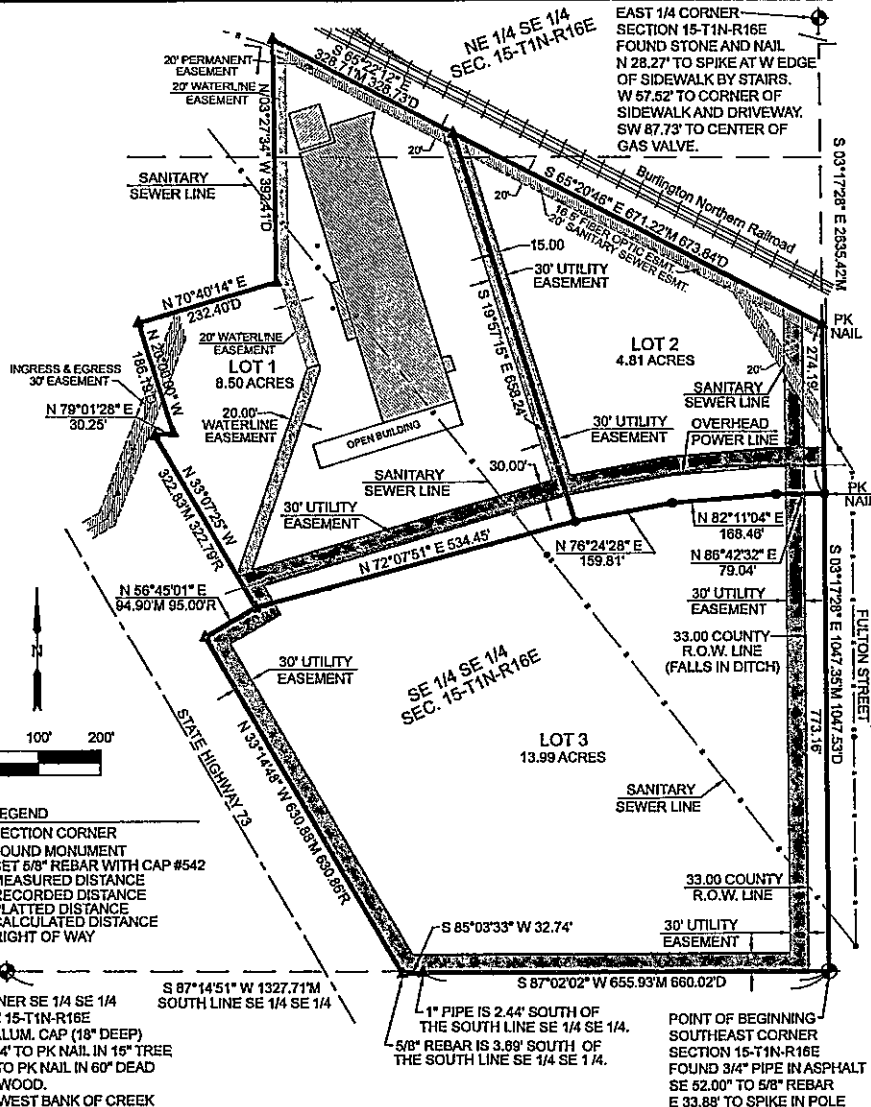 EAST 1/4 CORNER
SECTION 15-T1N-R16E
FOUND STONE AND NAIL
N 28.27' TO SPIKE AT W EDGE
OF SIDEWALK BY STAIRS.
W 57.52' TO CORNER OF
SIDEWALK AND DRIVEWAY.
SW 87.73' TO CENTER OF
GAS VALVE.
NE 1/4 SE 1/4
SEC. 15-T1N-R16E
S 65°22'12" E
328.71'M 328.73'D
20' PERMANENT
EASEMENT
20' WATERLINE
EASEMENT
N 03°27'34" W 392.41'D
SANITARY
SEWER LINE
20'
20'
S 65°20'46" E 671.22'M 673.84'D
Burlington Northern Railroad
16.5' FIBER OPTIC ESMT.
20' SANITARY SEWER ESMT.
S 03°17'28" E 2635.42'M
15.00
30' UTILITY
EASEMENT
S 19°57'15" E 658.24'
N 70°40'14" E
232.40'D
N 20°00'00" W
186.19'D
20' WATERLINE
EASEMENT
LOT 1
8.50 ACRES
LOT 2
4.81 ACRES
PK
NAIL
274.19'
20'
INGRESS & EGRESS
30' EASEMENT
N 79°01'28" E
30.25'
20.00'
WATERLINE
EASEMENT
OPEN BUILDING
SANITARY
SEWER LINE
30' UTILITY
EASEMENT
OVERHEAD
POWER LINE
N 33°07'25" W
322.83'M 322.79'R
SANITARY
SEWER LINE
30.00'
30' UTILITY
EASEMENT
PK
NAIL
N 72°07'51" E 534.45'
N 76°24'28" E
159.81'
N 82°11'04" E
168.46'
N 86°42'32" E
79.04'
N 56°45'01" E
94.90'M 95.00'R
30' UTILITY
EASEMENT
33.00 COUNTY
R.O.W. LINE
(FALLS IN DITCH)
S 03°17'28" E 1047.35'M 1047.53'D
FULTON STREET
773.16'
N
30' UTILITY
EASEMENT
SE 1/4 SE 1/4
SEC. 15-T1N-R16E
STATE HIGHWAY 73
N 33°14'48" W 630.88'M 630.86'R
LOT 3
13.99 ACRES
SANITARY
SEWER LINE
100' 200'
EGEND
ECTION CORNER
OUND MONUMENT
SET 5/8" REBAR WITH CAP #542
MEASURED DISTANCE
RECORDED DISTANCE
PLATTED DISTANCE
CALCULATED DISTANCE
RIGHT OF WAY
33.00 COUNTY
R.O.W. LINE
30' UTILITY
EASEMENT
S 85°03'33" W 32.74'
S 87°14'51" W 1327.71'M
SOUTH LINE SE 1/4 SE 1/4
S 87°02'02" W 655.93'M 660.02'D
1" PIPE IS 2.44' SOUTH OF
THE SOUTH LINE SE 1/4 SE 1/4.
5/8" REBAR IS 3.89' SOUTH OF
THE SOUTH LINE SE 1/4 SE 1/4.
NER SE 1/4 SE 1/4
15-T1N-R16E
ALUM. CAP (18" DEEP)
4' TO PK NAIL IN 15" TREE
TO PK NAIL IN 60" DEAD
WOOD.
WEST BANK OF CREEK
POINT OF BEGINNING
SOUTHEAST CORNER
SECTION 15-T1N-R16E
FOUND 3/4" PIPE IN ASPHALT
SE 52.00" TO 5/8" REBAR
E 33.88' TO SPIKE IN POLE